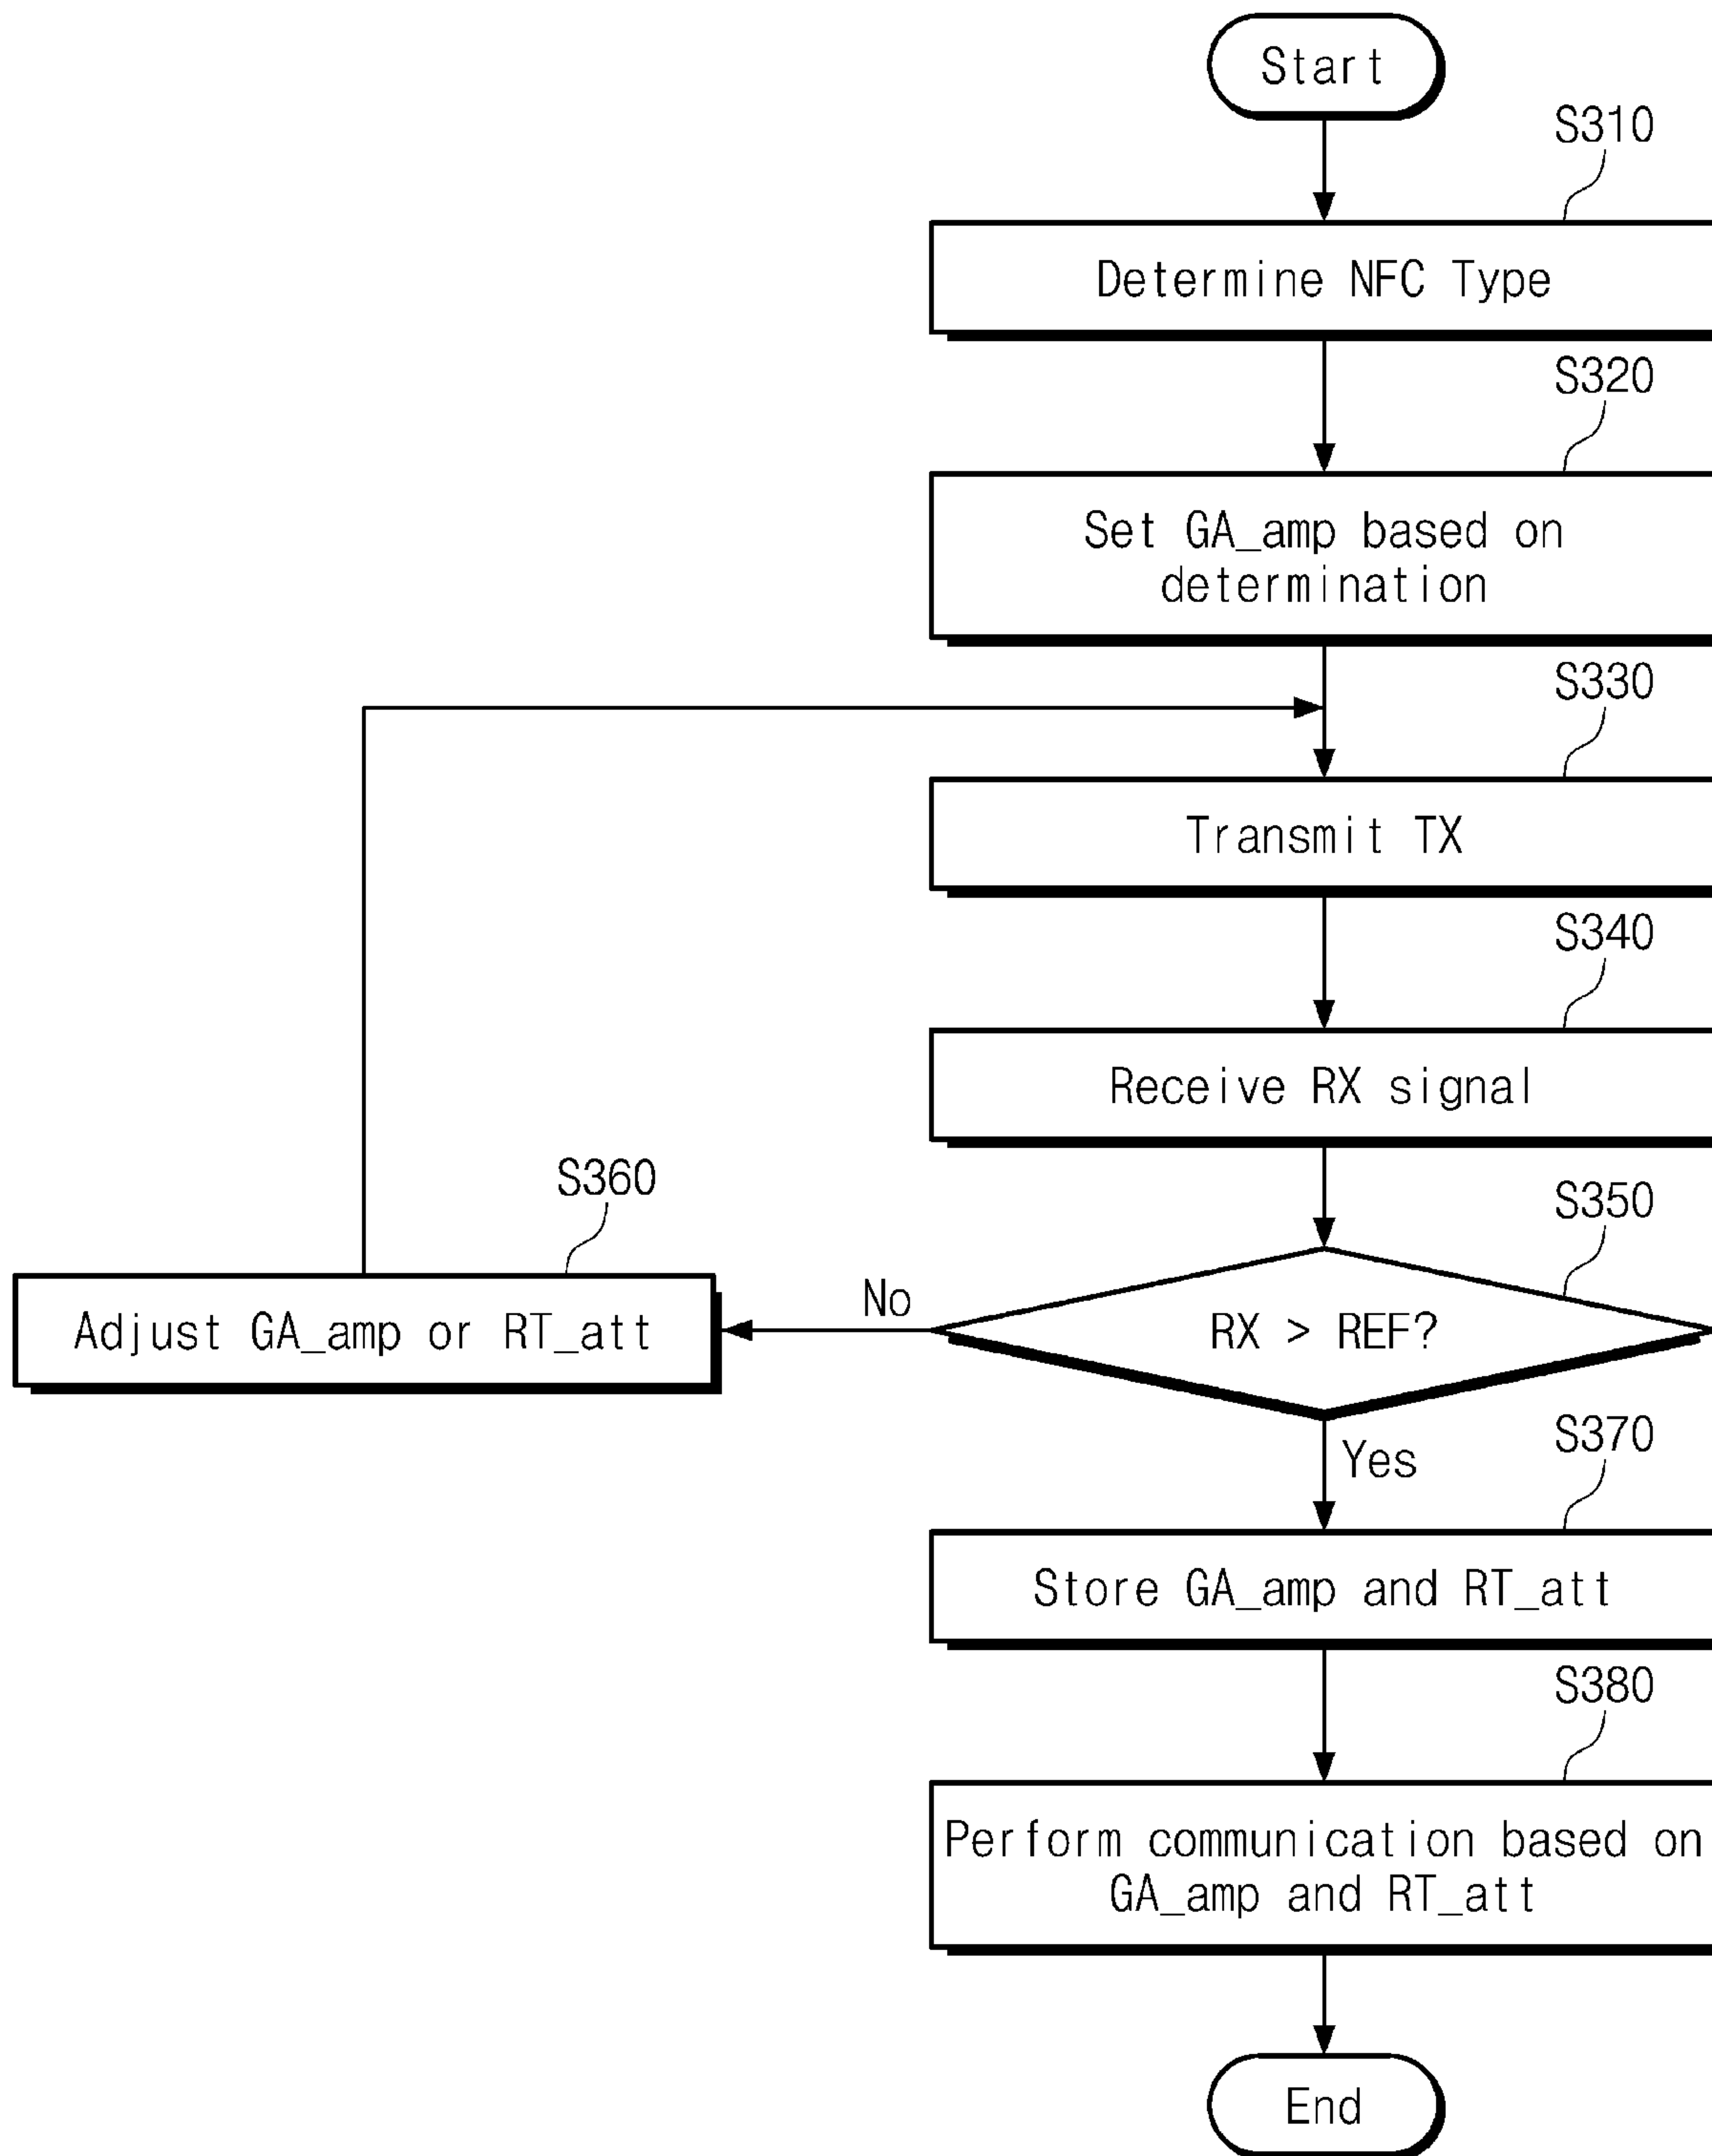 Start
S310
Determine NFC Type
S320
Set GA_amp based on
determination
S330
Transmit TX
S340
Receive RX signal
S350
RX > REF?
No
S360
Adjust GA_amp or RT_att
Yes
S370
Store GA_amp and RT_att
S380
Perform communication based on
GA_amp and RT_att
End